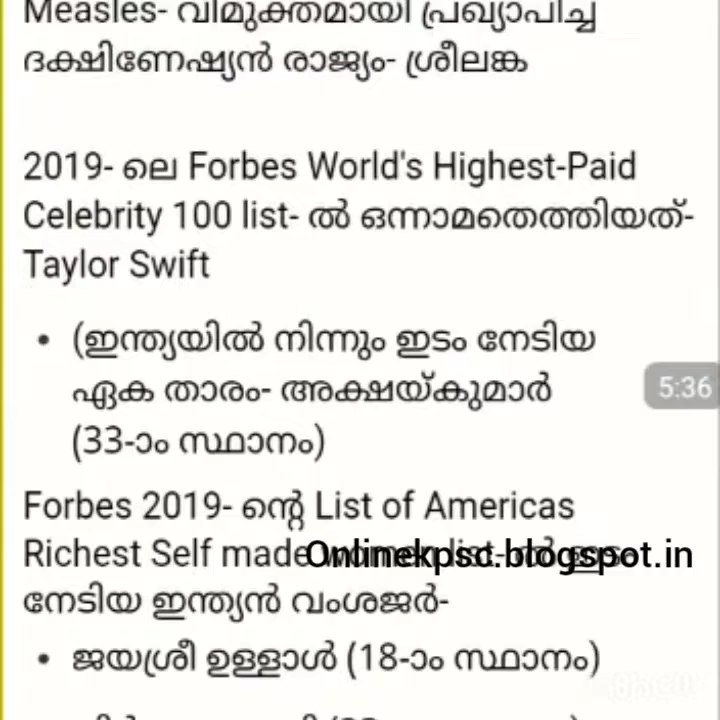 Measles- വിമുക്തമായി പ്രഖ്യാപിച്ച
ദക്ഷിണേഷ്യൻ രാജ്യം- ശ്രീലങ്ക
2019- ലെ Forbes World's Highest-Paid
Celebrity 100 list- ൽ ഒന്നാമതെത്തിയത്-
Taylor Swift
• (ഇന്ത്യയിൽ നിന്നും ഇടം നേടിയ
ഏക താരം- അക്ഷയ്കുമാർ
5:36
(33-ാം സ്ഥാനം)
Forbes 2019- ന്റെ List of Americas
Richest Self made
Onlinekpsc.blogspot.in
നേടിയ ഇന്ത്യൻ വംശജർ-
• ജയശ്രീ ഉള്ളാൾ (18-ാം സ്ഥാനം)